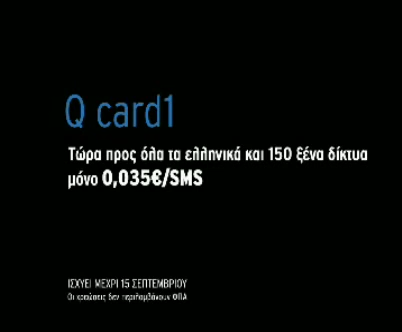 Q card1
Τώρα προς όλα τα ελληνικά και 150 ξένα δίκτυα
μόνο 0,035€/SMS
ΙΣΧΥΕΙ ΜΕΧΡΙ 15 ΣΕΠΤΕΜΒΡΙΟΥ
Οι χρεώσεις δεν περιλαμβάνουν ΦΠΑ